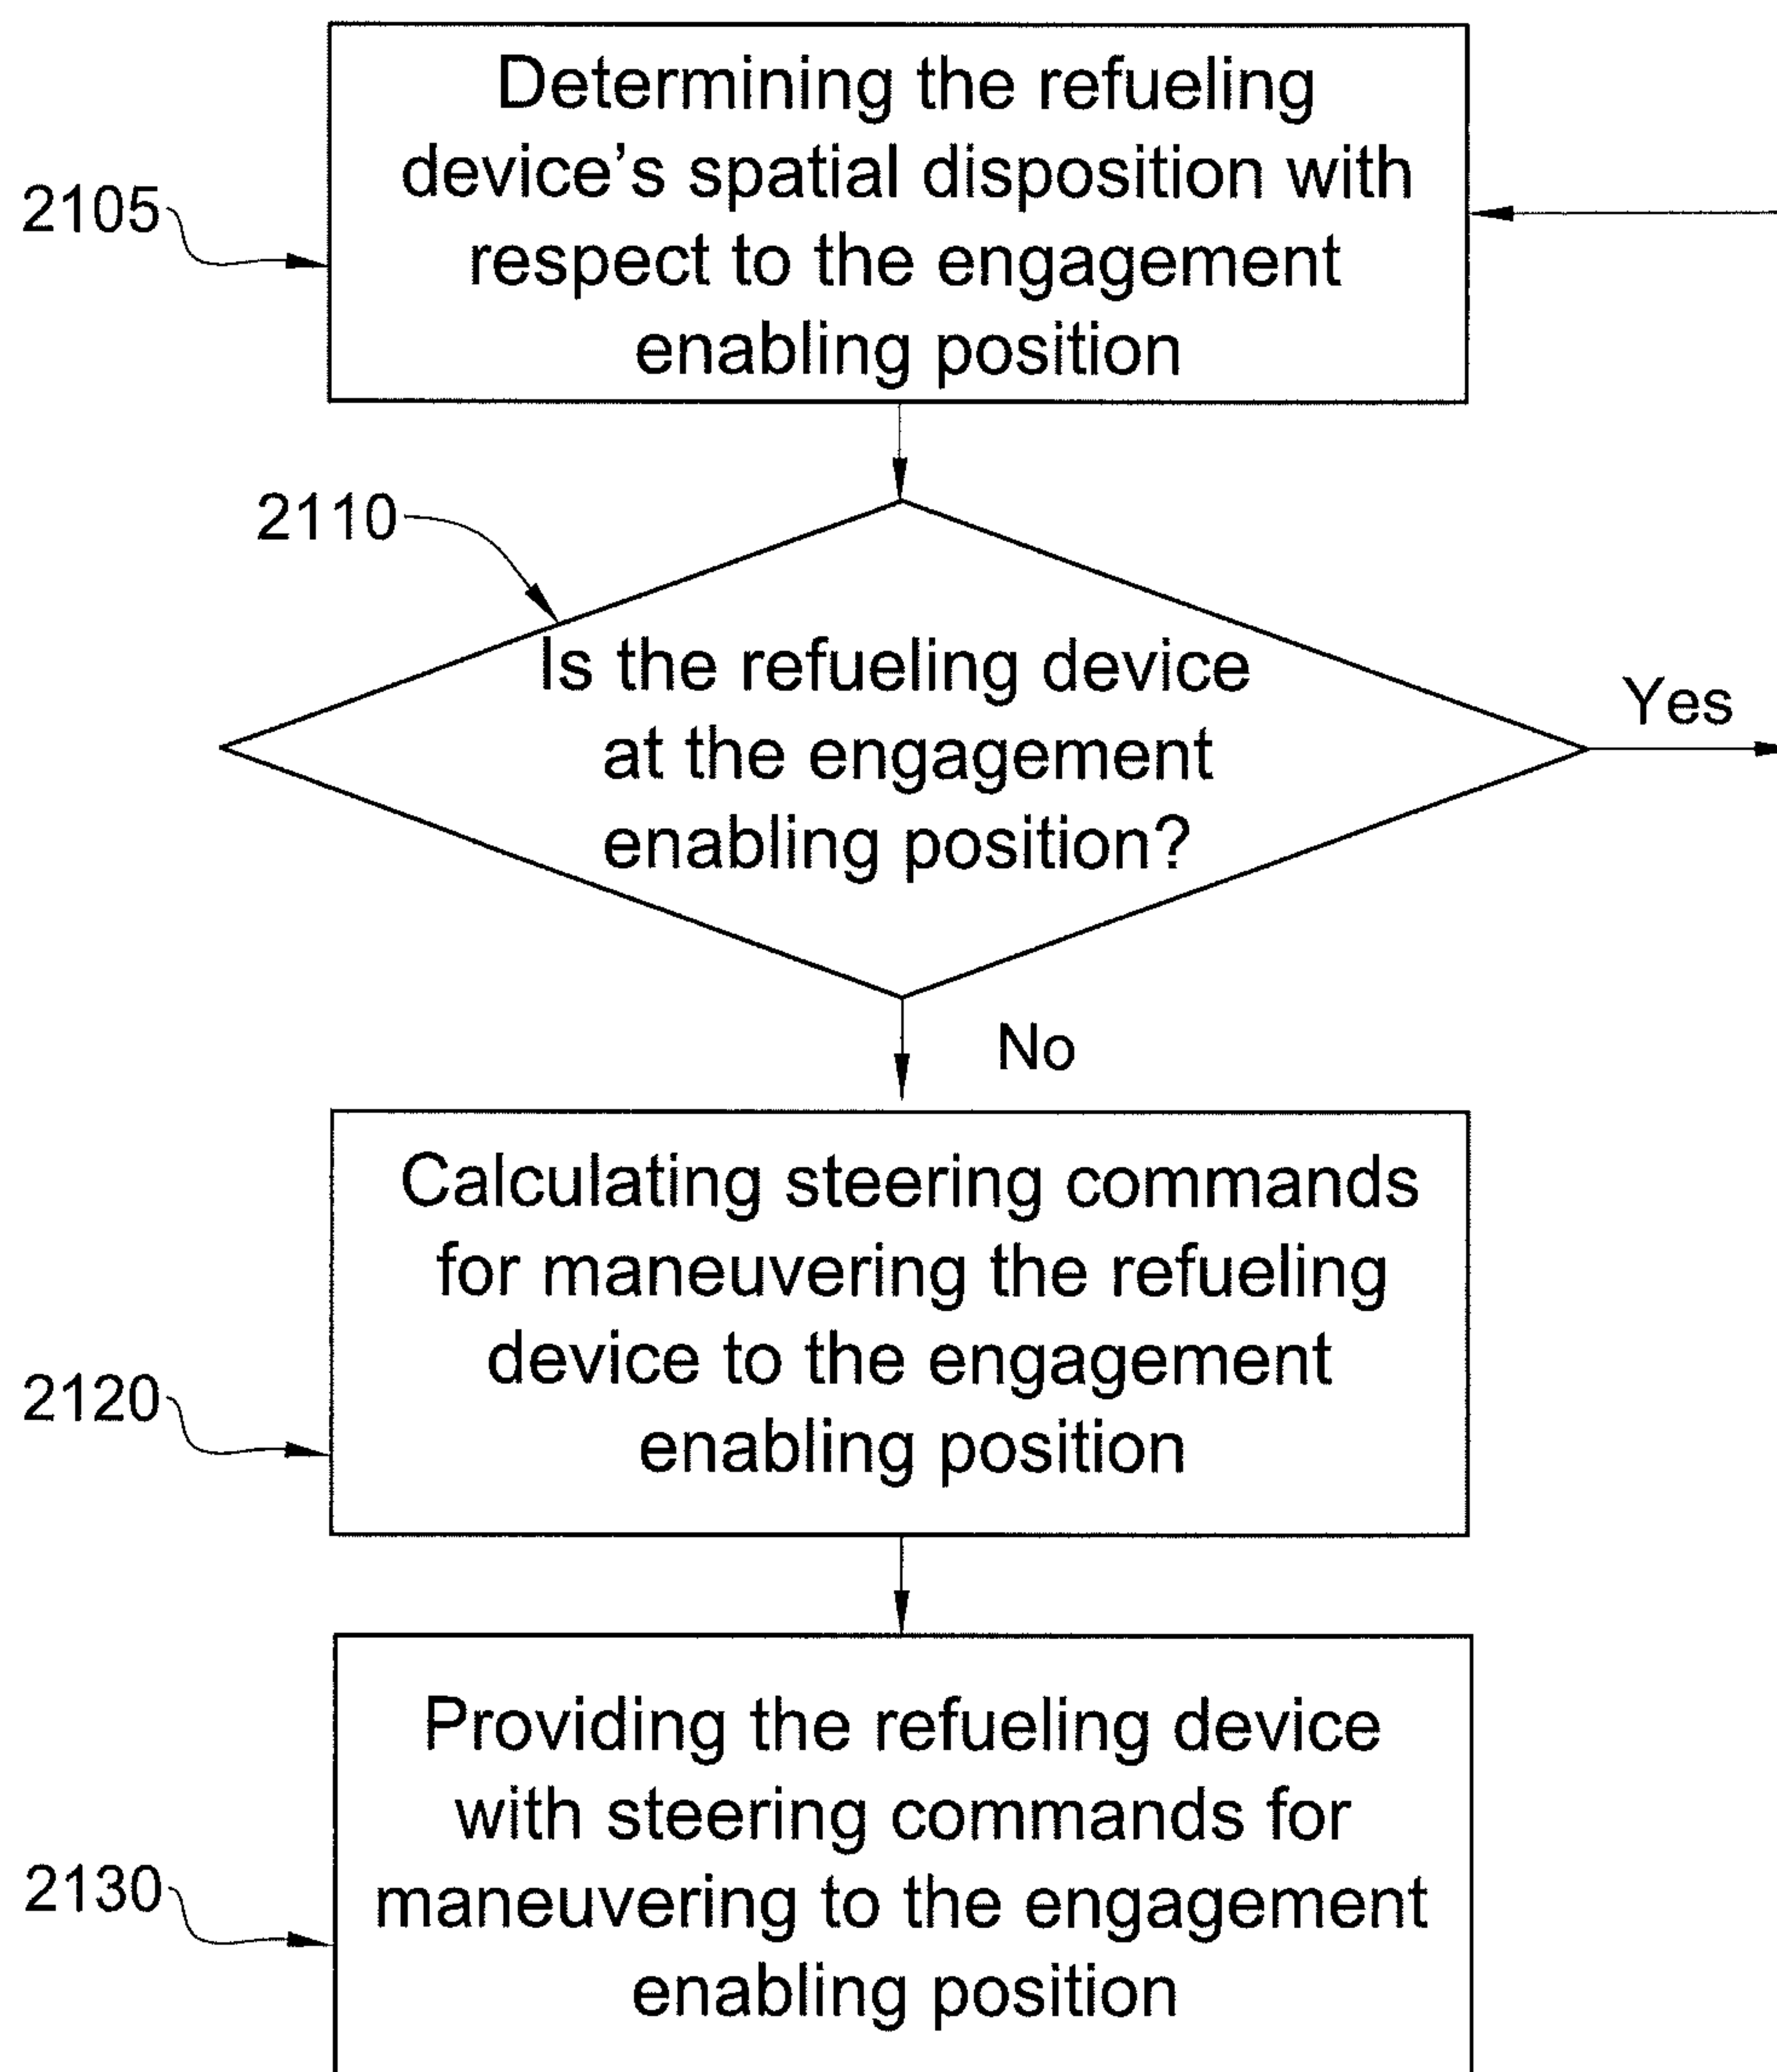 Determining the refueling
device’s spatial disposition with
respect to the engagement
enabling position
2105
2110
Is the refueling device
at the engagement
enabling position?
Yes
No
Calculating steering commands
for maneuvering the refueling
device to the engagement
enabling position
2120
Providing the refueling device
with steering commands for
maneuvering to the engagement
enabling position
2130